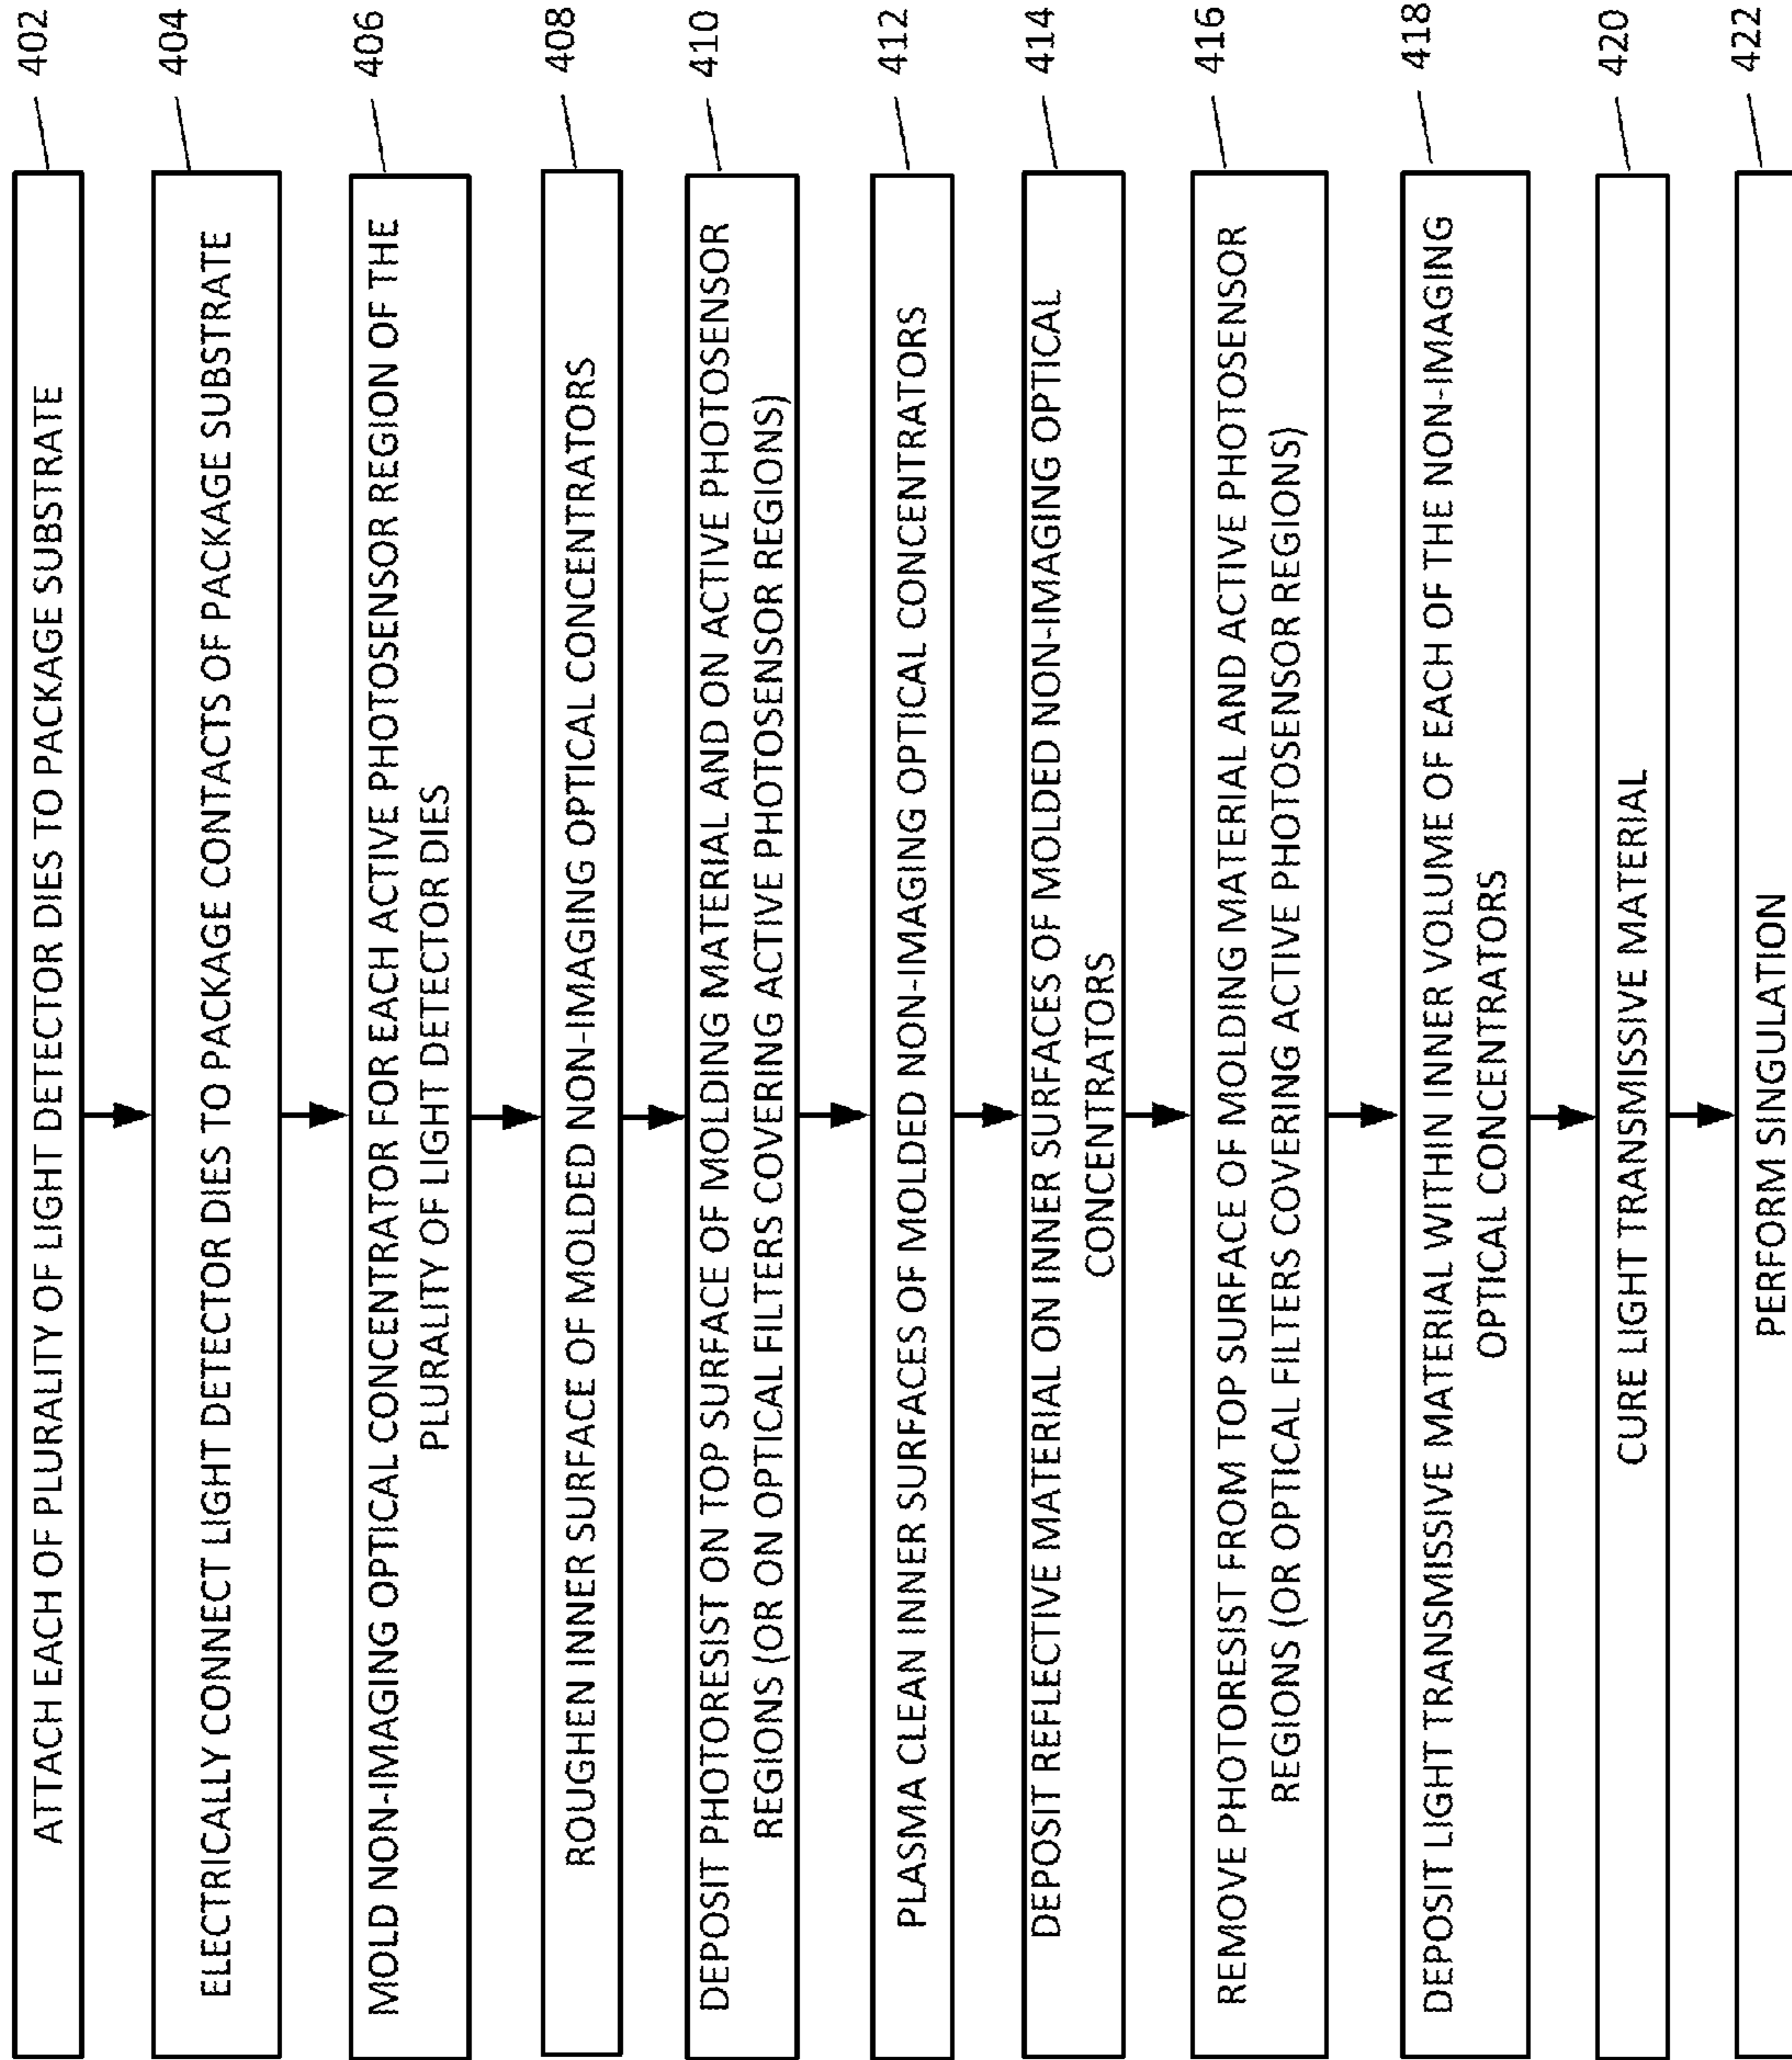 402
ATTACH EACH OF PLURALITY OF LIGHT DETECTOR DIES TO PACKAGE SUBSTRATE
404
ELECTRICALLY CONNECT LIGHT DETECTOR DIES TO PACKAGE CONTACTS OF PACKAGE SUBSTRATE
406
MOLD NON-IMAGING OPTICAL CONCENTRATOR FOR EACH ACTIVE PHOTOSENSOR REGION OF THE
PLURALITY OF LIGHT DETECTOR DIES
408
ROUGHEN INNER SURFACE OF MOLDED NON-IMAGING OPTICAL CONCENTRATORS
410
DEPOSIT PHOTORESIST ON TOP SURFACE OF MOLDING MATERIAL AND ON ACTIVE PHOTOSENSOR
REGIONS (OR ON OPTICAL FILTERS COVERING ACTIVE PHOTOSENSOR REGIONS)
412
PLASMA CLEAN INNER SURFACES OF MOLDED NON-IMAGING OPTICAL CONCENTRATORS
414
DEPOSIT REFLECTIVE MATERIAL ON INNER SURFACES OF MOLDED NON-IMAGING OPTICAL
CONCENTRATORS
416
REMOVE PHOTORESIST FROM TOP SURFACE OF MOLDING MATERIAL AND ACTIVE PHOTOSENSOR
REGIONS (OR OPTICAL FILTERS COVERING ACTIVE PHOTOSENSOR REGIONS)
418
DEPOSIT LIGHT TRANSMISSIVE MATERIAL WITHIN INNER VOLUME OF EACH OF THE NON-IMAGING
OPTICAL CONCENTRATORS
420
CURE LIGHT TRANSMISSIVE MATERIAL
422
PERFORM SINGULATION